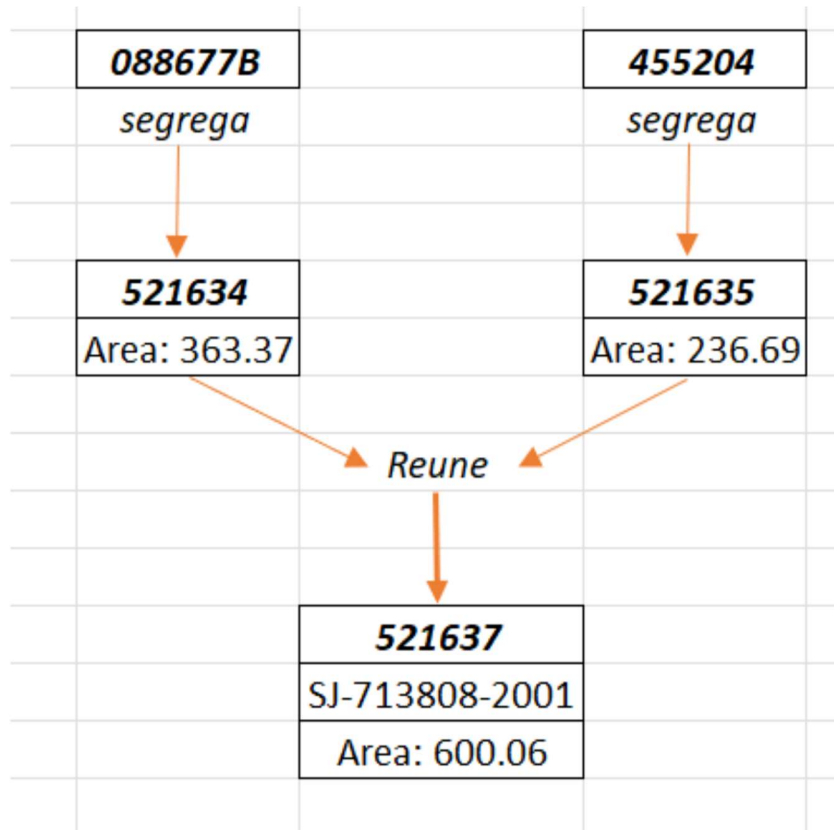 088677B
455204
segrega
segrega
521634
521635
Area: 363.37
Area: 236.69
Reune
521637
SJ-713808-2001
Area: 600.06